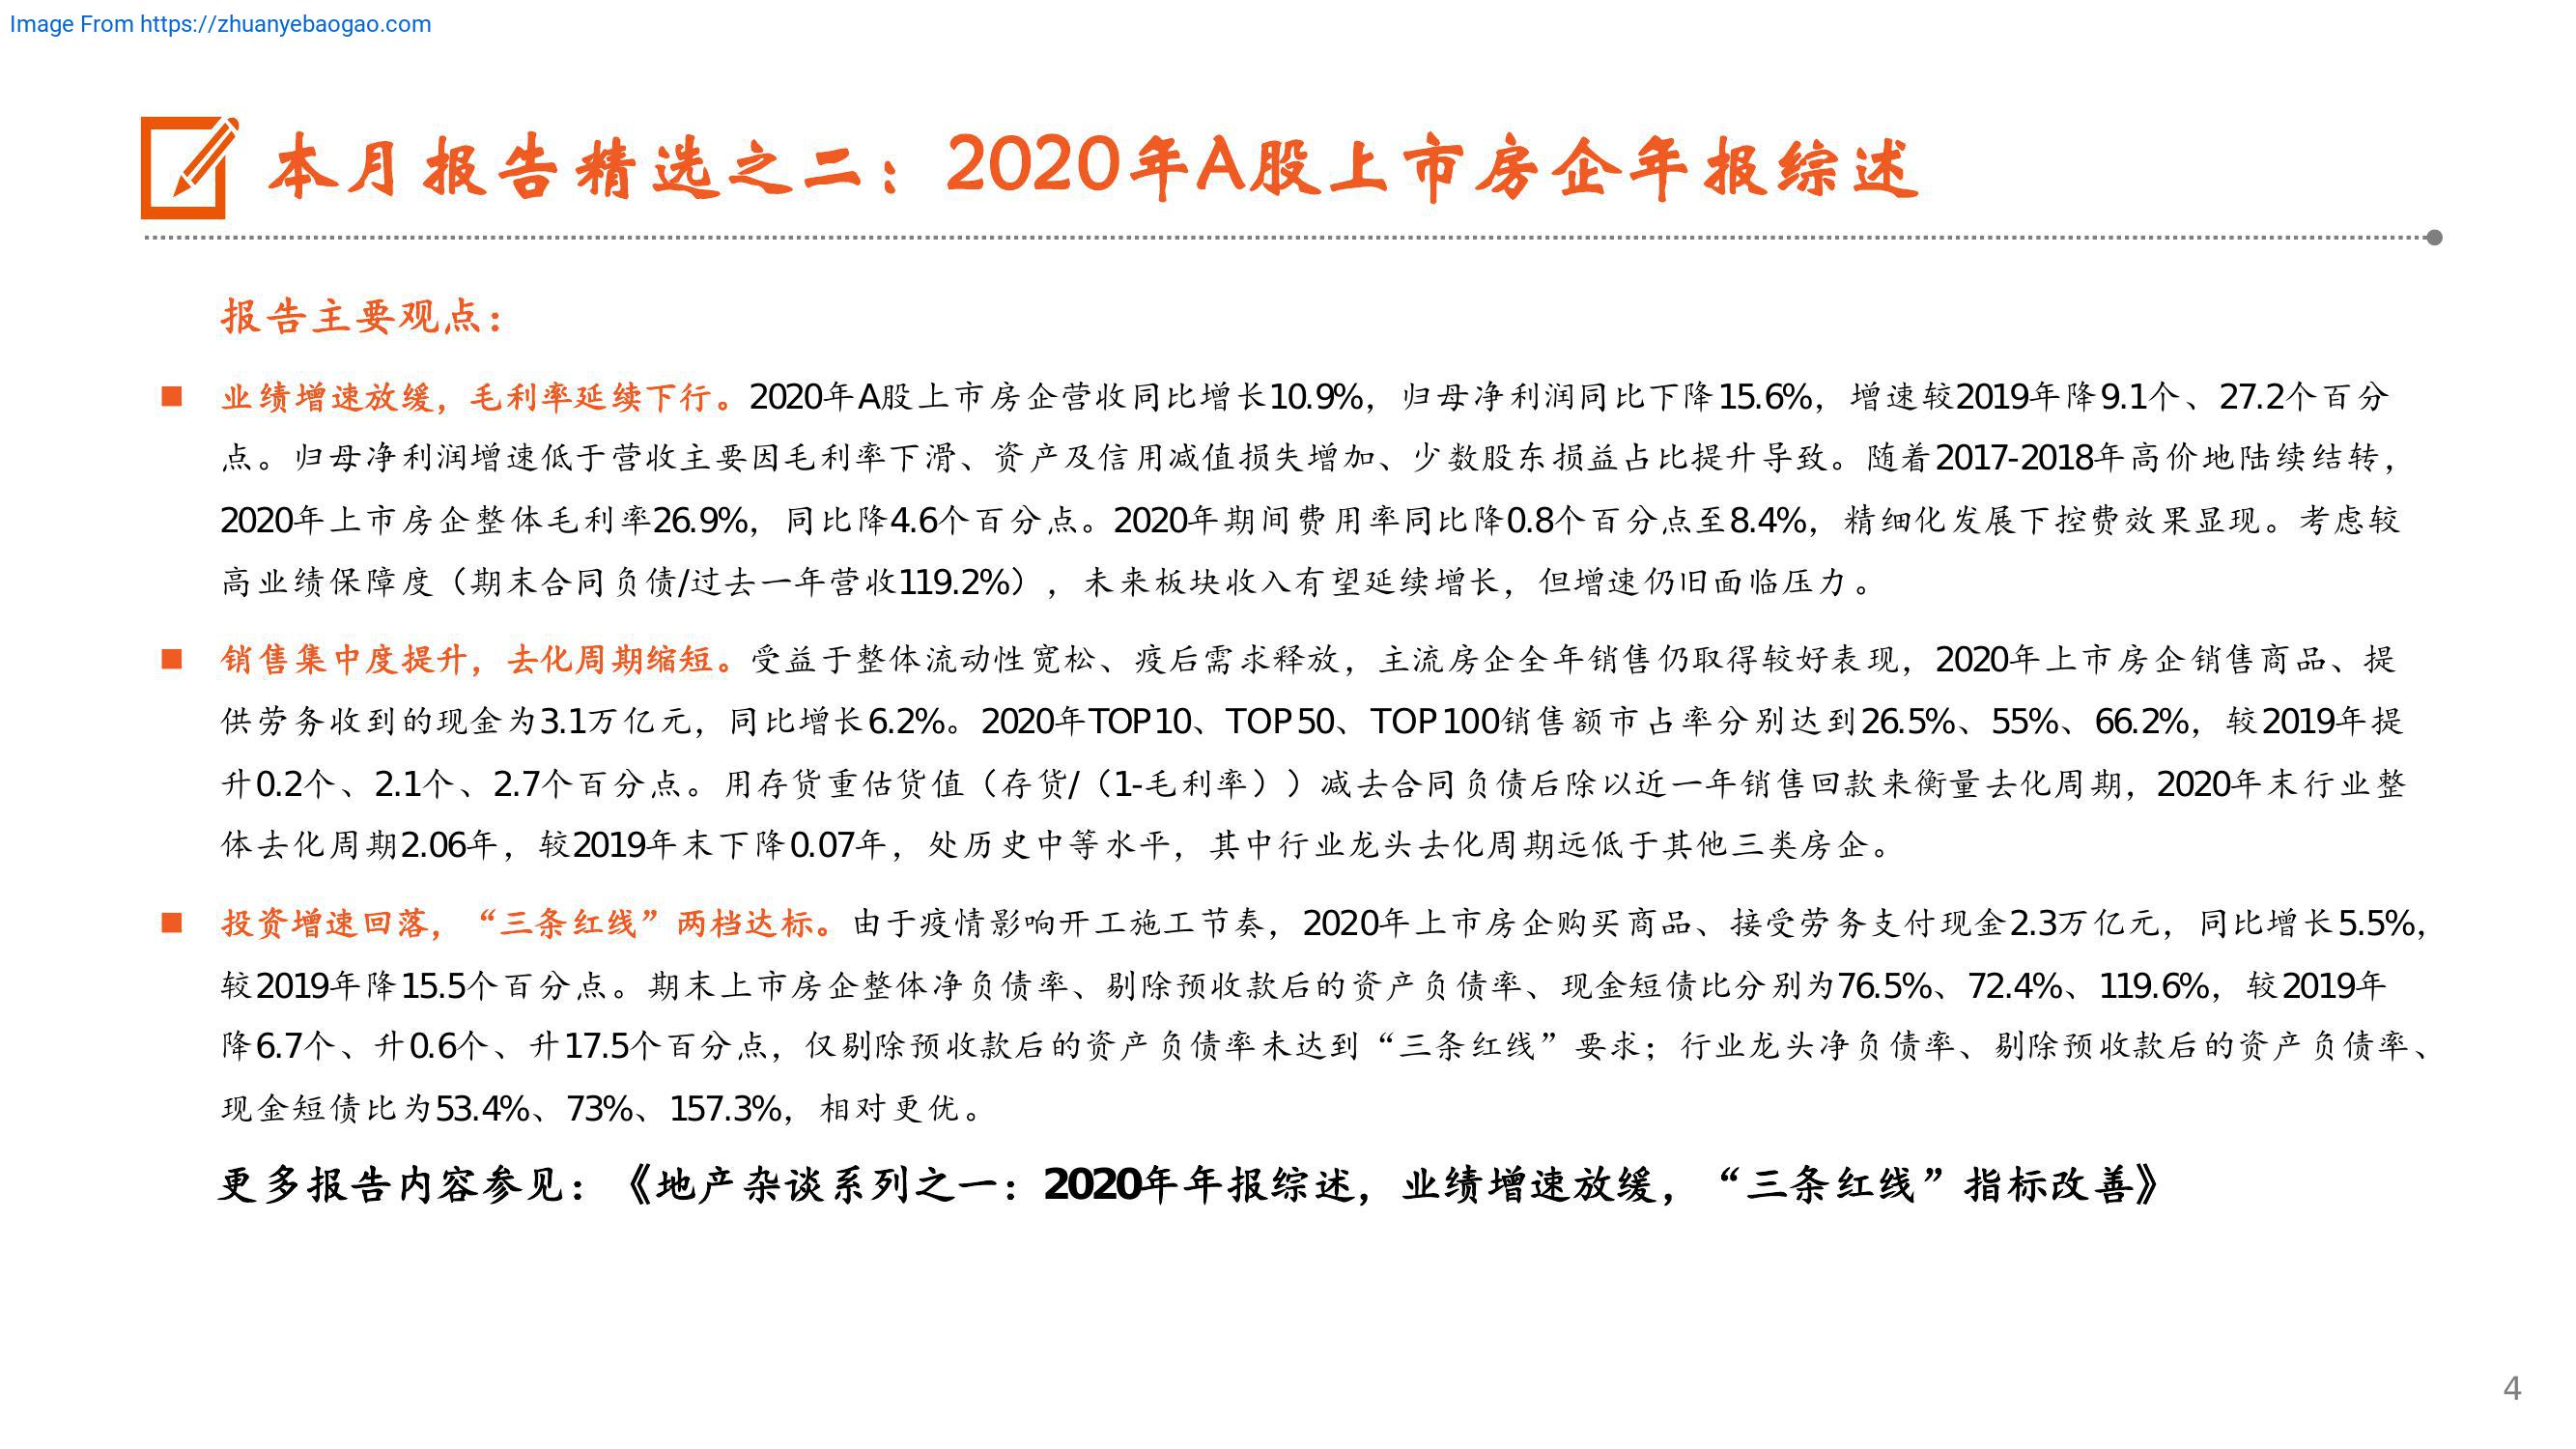 Image From https://zhuanyebaogao.com
本月报告精选之二：2020年A股上市房企年报综述
报告主要观点：
■ 业绩增速放缓，毛利率延续下行。2020年A股上市房企营收同比增长10.9%，归母净利润同比下降15.6%，增速较2019年降9.1个、27.2个百分
点。归母净利润增速低于营收主要因毛利率下滑、资产及信用减值损失增加、少数股东损益占比提升导致。随着2017-2018年高价地陆续结转，
2020年上市房企整体毛利率26.9%，同比降4.6个百分点。2020年期间费用率同比降0.8个百分点至8.4%，精细化发展下控费效果显现。考虑较
高业绩保障度（期末合同负债/过去一年营收119.2%），未来板块收入有望延续增长，但增速仍旧面临压力。
■ 销售集中度提升，去化周期缩短。受益于整体流动性宽松、疫后需求释放，主流房企全年销售仍取得较好表现，2020年上市房企销售商品、提
供劳务收到的现金为3.1万亿元，同比增长6.2%。2020年TOP10、TOP50、TOP100销售额市占率分别达到26.5%、55%、66.2%，较2019年提
升0.2个、2.1个、2.7个百分点。用存货重估货值（存货/（1-毛利率））减去合同负债后除以近一年销售回款来衡量去化周期，2020年末行业整
体去化周期2.06年，较2019年末下降0.07年，处历史中等水平，其中行业龙头去化周期远低于其他三类房企。
■ 投资增速回落，“三条红线”两档达标。由于疫情影响开工施工节奏，2020年上市房企购买商品、接受劳务支付现金2.3万亿元，同比增长5.5%，
较2019年降15.5个百分点。期末上市房企整体净负债率、剔除预收款后的资产负债率、现金短债比分别为76.5%、72.4%、119.6%，较2019年
降6.7个、升0.6个、升17.5个百分点，仅剔除预收款后的资产负债率未达到“三条红线”要求；行业龙头净负债率、剔除预收款后的资产负债率、
现金短债比为53.4%、73%、157.3%，相对更优。
更多报告内容参见：《地产杂谈系列之一：2020年年报综述，业绩增速放缓，“三条红线”指标改善》
4